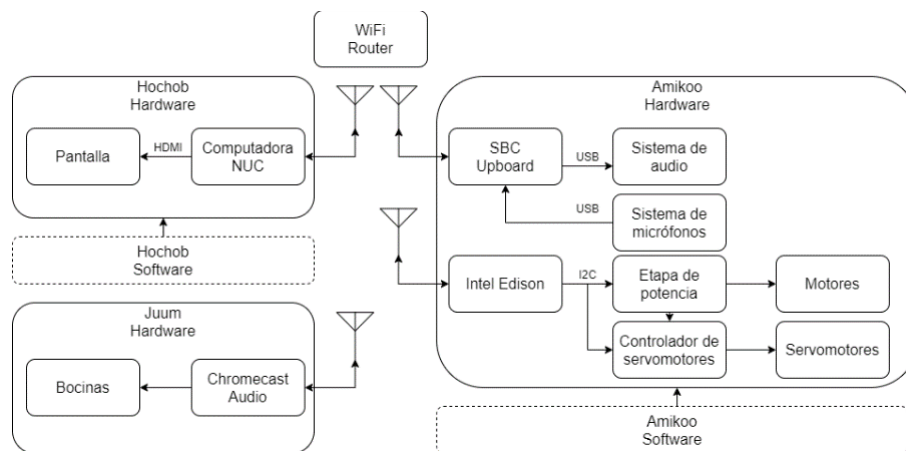 WiFi
Router
Hochob
Hardware
Pantalla
HDMI
Computadora
NUC
Hochob
Software
Juum
Hardware
Bocinas
Chromecast
Audio
Amikoo
Hardware
SBC
Upboard
USB
Sistema de
audio
USB
Sistema de
micrófonos
Intel Edison
I2C
Etapa de
potencia
Motores
Controlador de
servomotores
Servomotores
Amikoo
Software